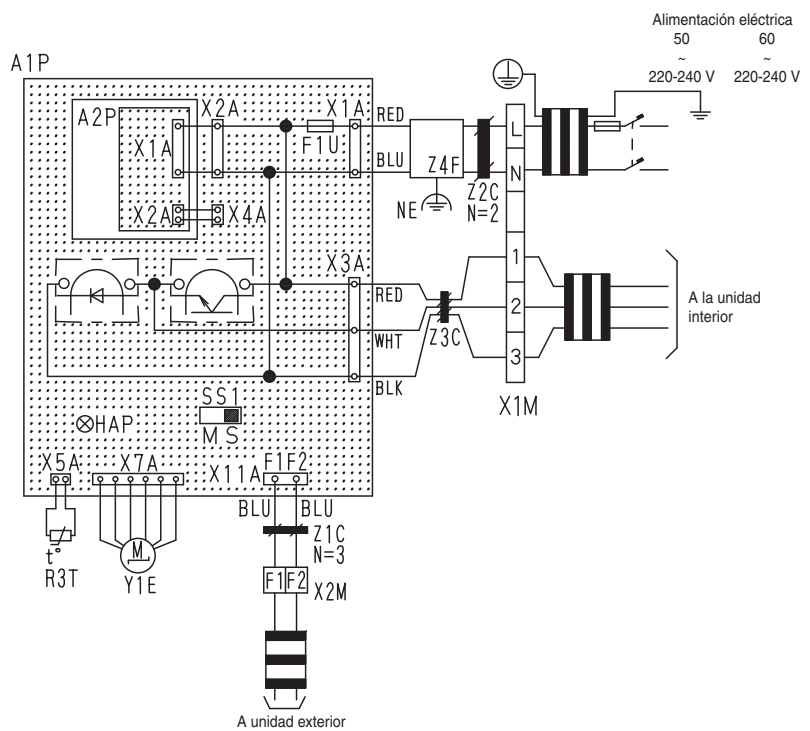 Alimentación eléctrica
50 60
~ ~
220-240 V 220-240 V
A1P
A2P
X2A
X1A
RED
X1A
F1U
L
BLU
Z4F
N
Z2C
N=2
NE
X2A
X4A
X3A
1
RED
A la unidad
interior
2
WHT
Z3C
3
BLK
X1M
SS1
M S
HAP
X5A
X7A
X11A
F1F2
BLU
BLU
Z1C
N=3
M
t°
R3T
Y1E
F1 F2
X2M
A unidad exterior